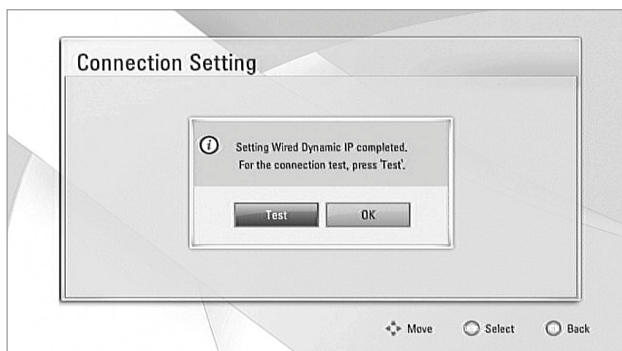 Connection Setting
Setting Wired Dynamic IP completed.
For the connection test, press 'Test'.
Test
OK
Move
Select
Back